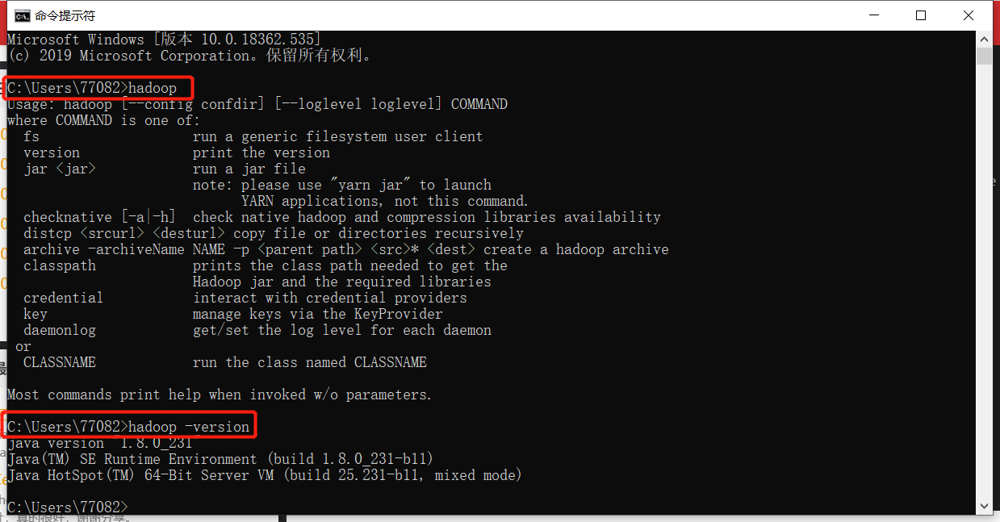 命令提示符
Microsoft Windows [版本 10.0.18362.535]
(c) 2019 Microsoft Corporation。保留所有权利。
C:\Users\77082>hadoop
Usage: hadoop [--config confdir] [--loglevel loglevel] COMMAND
where COMMAND is one of:
fs run a generic filesystem user client
version print the version
jar <jar> run a jar file
note: please use "yarn jar" to launch
YARN applications, not this command.
checknative [-a|-h] check native hadoop and compression libraries availability
distcp <srcurl> <desturl> copy file or directories recursively
archive -archiveName NAME -p <parent path> <src>* <dest> create a hadoop archive
classpath prints the class path needed to get the
Hadoop jar and the required libraries
credential interact with credential providers
key manage keys via the KeyProvider
daemonlog get/set the log level for each daemon
or
CLASSNAME run the class named CLASSNAME
Most commands print help when invoked w/o parameters.
C:\Users\77082>hadoop -version
java version "1.8.0_231"
Java(TM) SE Runtime Environment (build 1.8.0_231-b11)
Java HotSpot(TM) 64-Bit Server VM (build 25.231-b11, mixed mode)
C:\Users\77082>